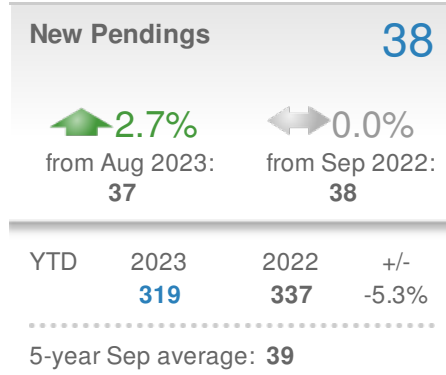 New Pendings 38
2.7% 0.0%
from Aug 2023: from Sep 2022:
37 38
YTD 2023 2022 +/-
319 337 -5.3%
5-year Sep average: 39